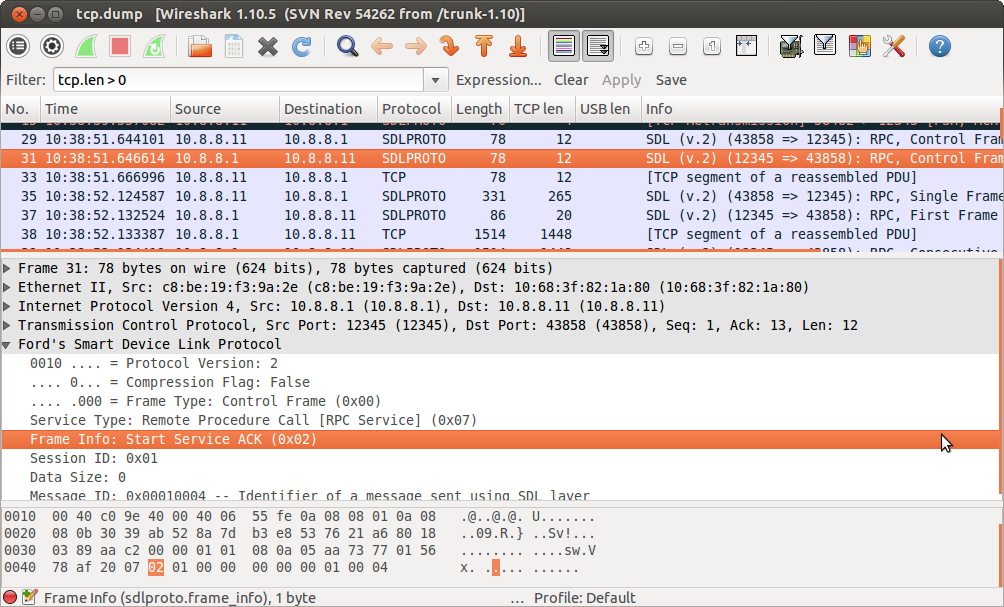 tcp.dump   [Wireshark 1.10.5  (SVN Rev 54262 from /trunk-1.10)]
Filter: tcp.len > 0 Expression... Clear Apply Save
No. Time Source Destination Protocol Length TCP len USB len Info
29 10:38:51.644101 10.8.8.11 10.8.8.1 SDLPROTO 78 12 SDL (v.2) (43858 => 12345): RPC, Control Fram
31 10:38:51.646614 10.8.8.1 10.8.8.11 SDLPROTO 78 12 SDL (v.2) (12345 => 43858): RPC, Control Fram
33 10:38:51.666996 10.8.8.11 10.8.8.1 TCP 78 12 [TCP segment of a reassembled PDU]
35 10:38:52.124587 10.8.8.11 10.8.8.1 SDLPROTO 331 265 SDL (v.2) (43858 => 12345): RPC, Single Frame
37 10:38:52.132524 10.8.8.1 10.8.8.11 SDLPROTO 86 20 SDL (v.2) (12345 => 43858): RPC, First Frame
38 10:38:52.133387 10.8.8.1 10.8.8.11 TCP 1514 1448 [TCP segment of a reassembled PDU]
Frame 31: 78 bytes on wire (624 bits), 78 bytes captured (624 bits)
Ethernet II, Src: c8:be:19:f3:9a:2e (c8:be:19:f3:9a:2e), Dst: 10:68:3f:82:1a:80 (10:68:3f:82:1a:80)
Internet Protocol Version 4, Src: 10.8.8.1 (10.8.8.1), Dst: 10.8.8.11 (10.8.8.11)
Transmission Control Protocol, Src Port: 12345 (12345), Dst Port: 43858 (43858), Seq: 1, Ack: 13, Len: 12
Ford's Smart Device Link Protocol
0010 .... = Protocol Version: 2
.... 0... = Compression Flag: False
.... .000 = Frame Type: Control Frame (0x00)
Service Type: Remote Procedure Call [RPC Service] (0x07)
Frame Info: Start Service ACK (0x02)
Session ID: 0x01
Data Size: 0
Message ID: 0x00010004 -- Identifier of a message sent using SDL layer
0010  00 40 c0 9e 40 00 40 06  55 fe 0a 08 08 01 0a 08   .@..@.@. U.......
0020  08 0b 30 39 ab 52 8a 7d  b3 e8 53 76 21 a6 80 18   ..09.R.} ..Sv!...
0030  03 89 aa c2 00 00 01 01  08 0a 05 aa 73 77 01 56   ........ ....sw.V
0040  78 af 20 07 02 01 00 00  00 00 00 01 00 04   x. ..... ......
Frame Info (sdlproto.frame_info), 1 byte ... Profile: Default